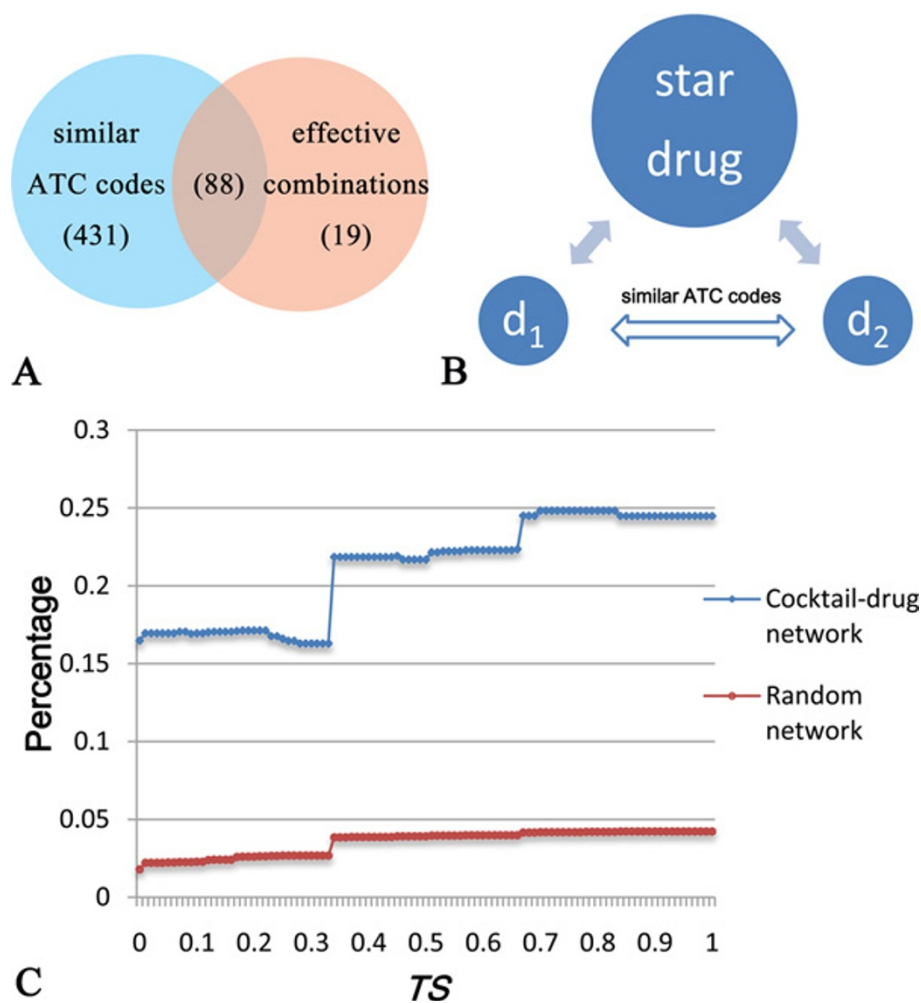 similar
ATC codes
(431)
(88)
effective
combinations
(19)
A
star
drug
similar ATC codes
d1
d2
B
0.3
0.25
0.2
0.15
0.1
0.05
0
Percentage
Cocktail-drug
network
Random
network
0 0.1 0.2 0.3 0.4 0.5 0.6 0.7 0.8 0.9 1
TS
C